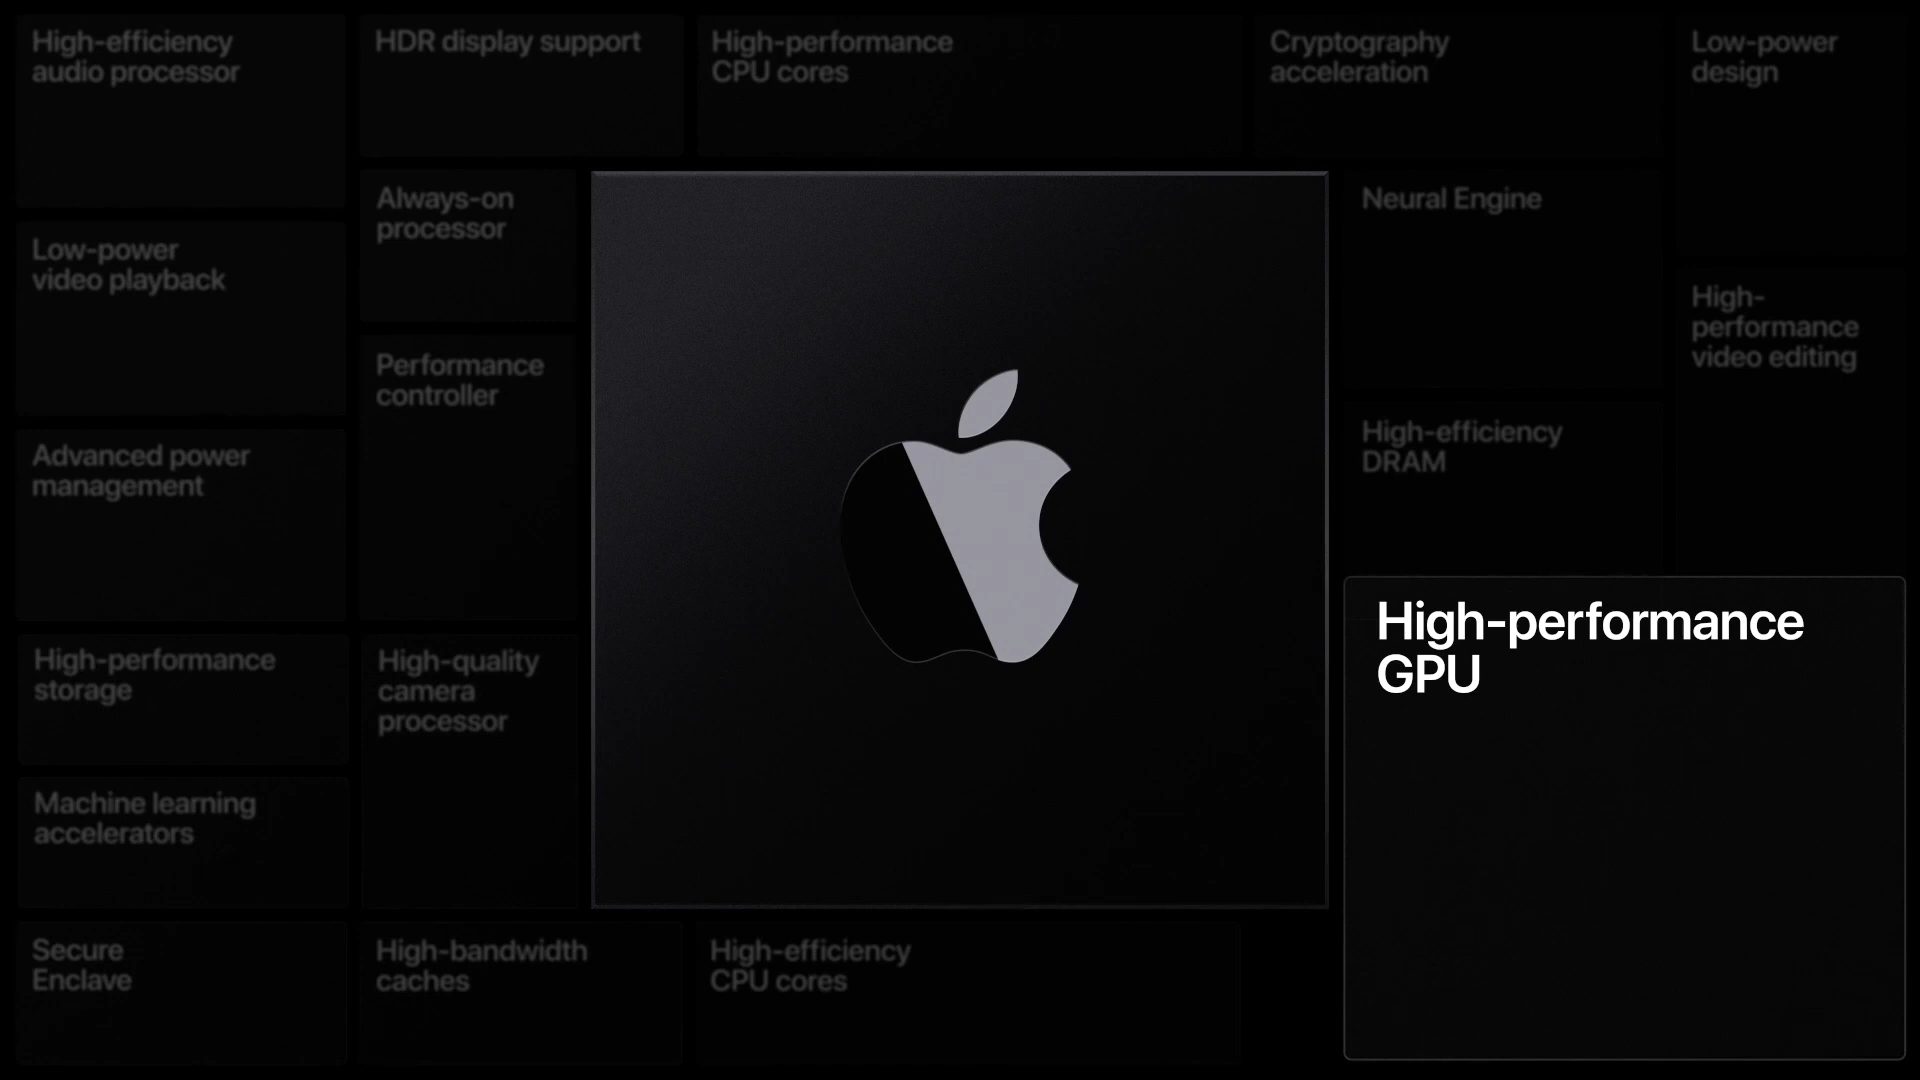 High-efficiency
audio processor
HDR display support
High-performance
CPU cores
Cryptography
acceleration
Low-power
design
Always-on
processor
Neural Engine
Low-power
video playback
High-
performance
video editing
Performance
controller
High-efficiency
DRAM
Advanced power
management
High-performance
GPU
High-performance
storage
High-quality
camera
processor
Machine learning
accelerators
Secure
Enclave
High-bandwidth
caches
High-efficiency
CPU cores